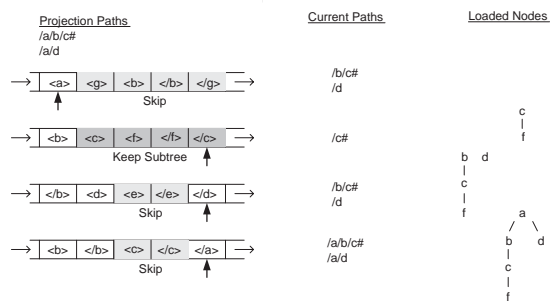 Projection Paths
Current Paths
Loaded Nodes
/a/b/c#
/a/d
<a> <g> <b> </b> </g>
Skip
/b/c#
/d
<b> <c> <f> </f> </c>
Keep Subtree
/c#
c
f
</b> <d> <e> </e> </d>
Skip
/b/c#
/d
b d
c
f
<b> </b> <c> </c> </a>
Skip
/a/b/c#
/a/d
a
b d
c
f